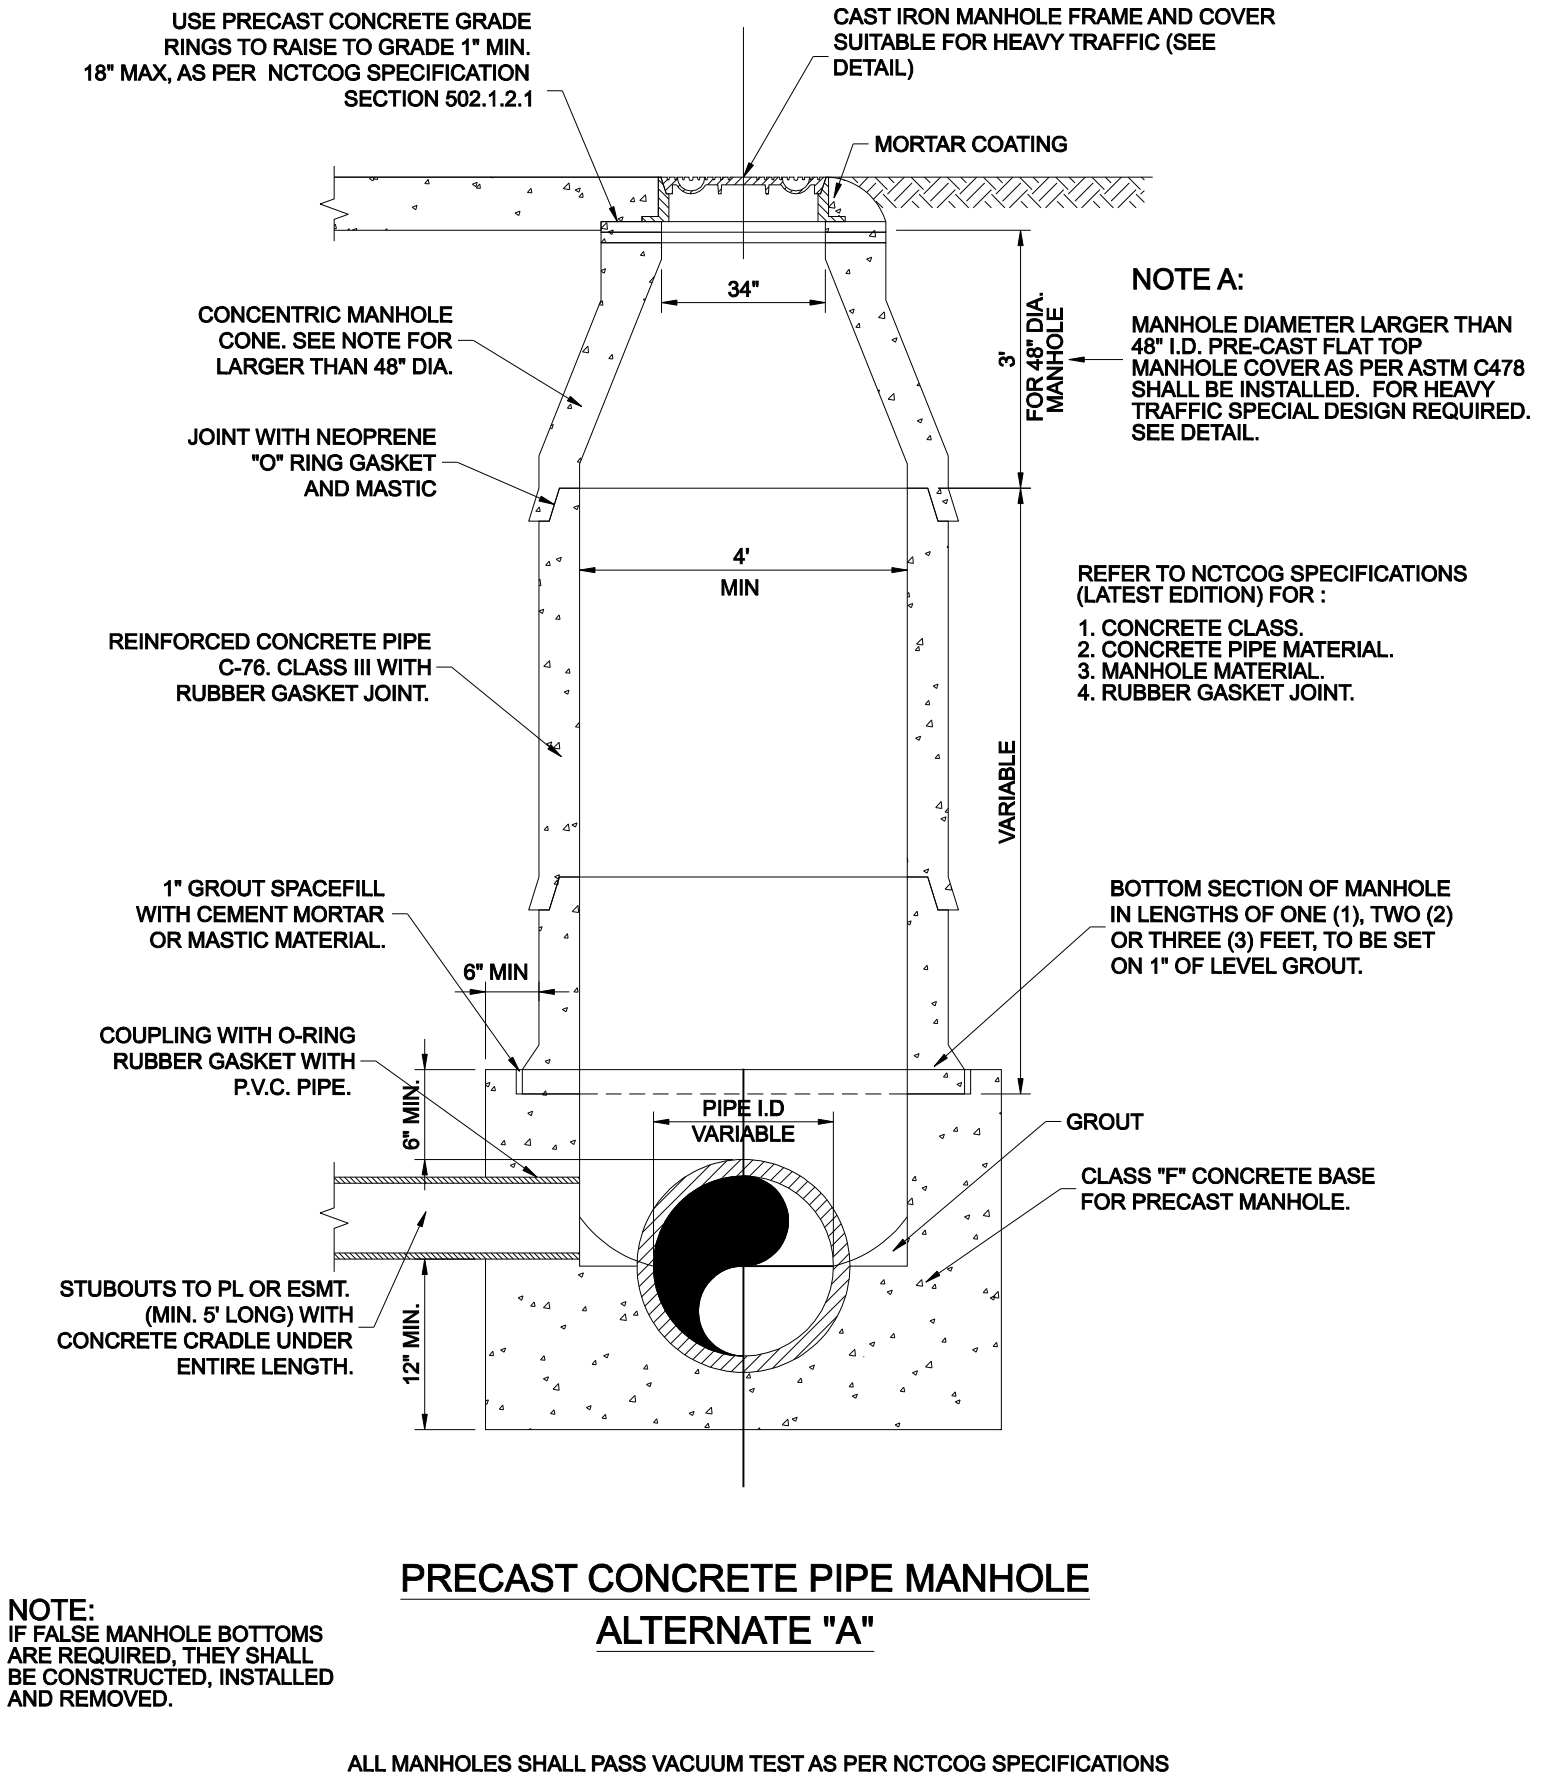 USE PRECAST CONCRETE GRADE
RINGS TO RAISE TO GRADE 1" MIN.
18" MAX, AS PER NCTCOG SPECIFICATION
SECTION 502.1.2.1
CAST IRON MANHOLE FRAME AND COVER
SUITABLE FOR HEAVY TRAFFIC (SEE
DETAIL)
MORTAR COATING
34"
CONCENTRIC MANHOLE
CONE. SEE NOTE FOR
LARGER THAN 48" DIA.
3'
FOR 48" DIA.
MANHOLE
NOTE A:
MANHOLE DIAMETER LARGER THAN
48" I.D. PRE-CAST FLAT TOP
MANHOLE COVER AS PER ASTM C478
SHALL BE INSTALLED. FOR HEAVY
TRAFFIC SPECIAL DESIGN REQUIRED.
SEE DETAIL.
JOINT WITH NEOPRENE
"O" RING GASKET
AND MASTIC
4'
MIN
REFER TO NCTCOG SPECIFICATIONS
(LATEST EDITION) FOR :
1. CONCRETE CLASS.
2. CONCRETE PIPE MATERIAL.
3. MANHOLE MATERIAL.
4. RUBBER GASKET JOINT.
REINFORCED CONCRETE PIPE
C-76. CLASS III WITH
RUBBER GASKET JOINT.
VARIABLE
1" GROUT SPACEFILL
WITH CEMENT MORTAR
OR MASTIC MATERIAL.
BOTTOM SECTION OF MANHOLE
IN LENGTHS OF ONE (1), TWO (2)
OR THREE (3) FEET, TO BE SET
ON 1" OF LEVEL GROUT.
6" MIN
COUPLING WITH O-RING
RUBBER GASKET WITH
P.V.C. PIPE.
6" MIN.
PIPE I.D
VARIABLE
GROUT
CLASS "F" CONCRETE BASE
FOR PRECAST MANHOLE.
STUBOUTS TO PL OR ESMT.
(MIN. 5' LONG) WITH
CONCRETE CRADLE UNDER
ENTIRE LENGTH.
12" MIN.
PRECAST CONCRETE PIPE MANHOLE
ALTERNATE "A"
NOTE:
IF FALSE MANHOLE BOTTOMS
ARE REQUIRED, THEY SHALL
BE CONSTRUCTED, INSTALLED
AND REMOVED.
ALL MANHOLES SHALL PASS VACUUM TEST AS PER NCTCOG SPECIFICATIONS